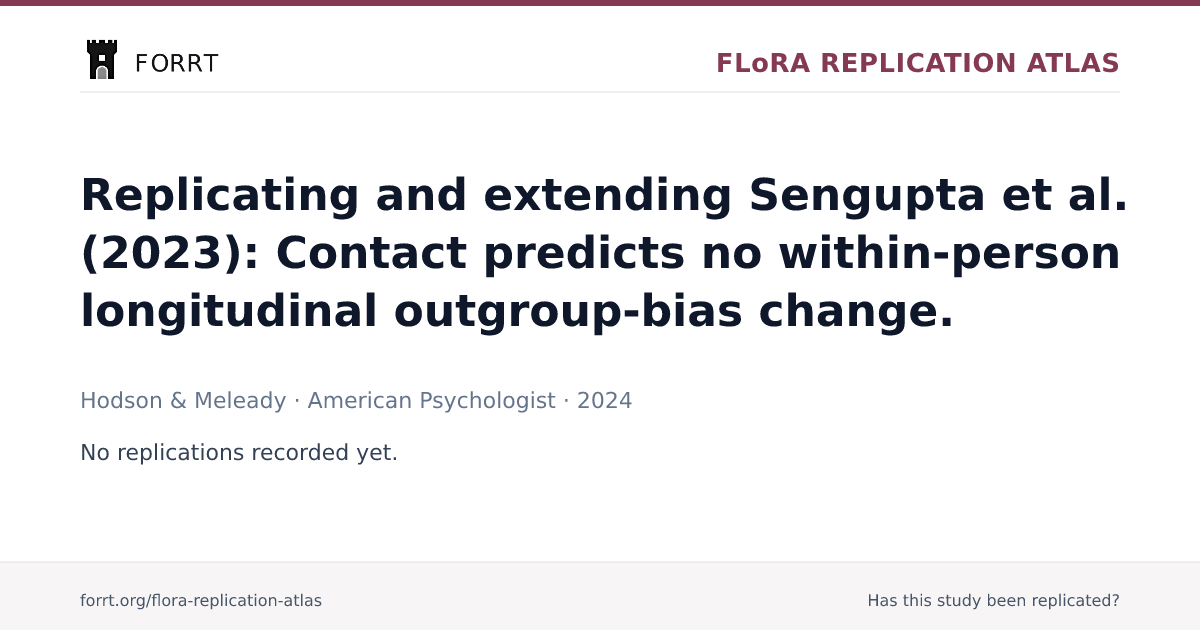 FORRT
FLoRA REPLICATION ATLAS
Replicating and extending Sengupta et al.
(2023): Contact predicts no within-person
longitudinal outgroup-bias change.
Hodson & Meleady · American Psychologist · 2024
No replications recorded yet.
forrt.org/flora-replication-atlas
Has this study been replicated?